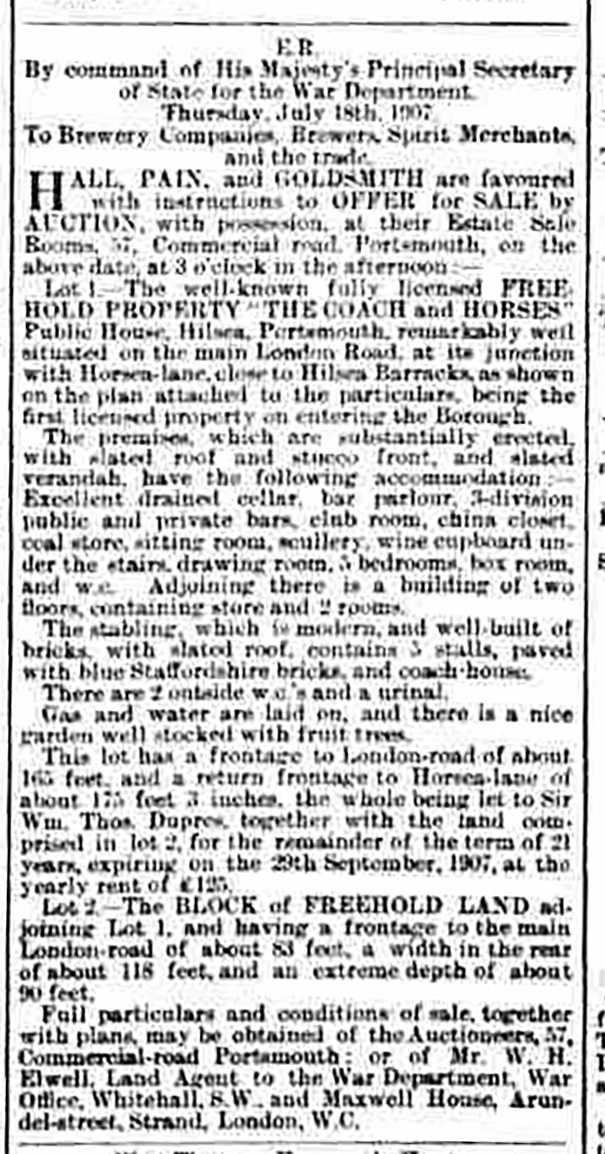 E.R.
By command of His Majesty's Principal Secretary
of State for the War Department.
Thursday, July 18th, 1907.
To Brewery Companies, Brewers, Spirit Merchants,
and the trade.
HALL, PAIN, and GOLDSMITH are favoured
with instructions to OFFER for SALE by
AUCTION, with possession, at their Estate Sale
Rooms, 57, Commercial road, Portsmouth, on the
above date, at 3 o'clock in the afternoon:—
Lot 1.—The well-known fully licensed FREE-
HOLD PROPERTY "THE COACH and HORSES"
Public House, Hilsea, Portsmouth, remarkably well
situated on the main London Road, at its junction
with Horsea-lane, close to Hilsea Barracks, as shown
on the plan attached to the particulars, being the
first licensed property on entering the Borough.
The premises, which are substantially erected,
with slated roof and stucco front, and slated
verandah, have the following accommodation:—
Excellent drained cellar, bar parlour, 3-division
public and private bars, club room, china closet,
coal store, sitting room, scullery, wine cupboard un-
der the stairs, drawing room, 5 bedrooms, box room,
and w.c. Adjoining there is a building of two
floors, containing store and 2 rooms.
The stabling, which is modern, and well-built of
bricks, with slated roof, contains 5 stalls, paved
with blue Staffordshire bricks, and coach-house.
There are 2 outside w.c.'s and a urinal.
Gas and water are laid on, and there is a nice
garden well stocked with fruit trees.
This lot has a frontage to London-road of about
165 feet, and a return frontage to Horsea-lane of
about 175 feet 3 inches, the whole being let to Sir
Wm. Thos. Dupree, together with the land com-
prised in lot 2, for the remainder of the term of 21
years, expiring on the 29th September, 1907, at the
yearly rent of £125.
Lot 2.—The BLOCK of FREEHOLD LAND ad-
joining Lot 1, and having a frontage to the main
London-road of about 83 feet, a width in the rear
of about 118 feet, and an extreme depth of about
90 feet.
Full particulars and conditions of sale, together
with plans, may be obtained of the Auctioneers, 57,
Commercial-road Portsmouth; or of Mr. W. H.
Elwell, Land Agent to the War Department, War
Office, Whitehall, S.W., and Maxwell House, Arun-
del-street, Strand, London, W.C.